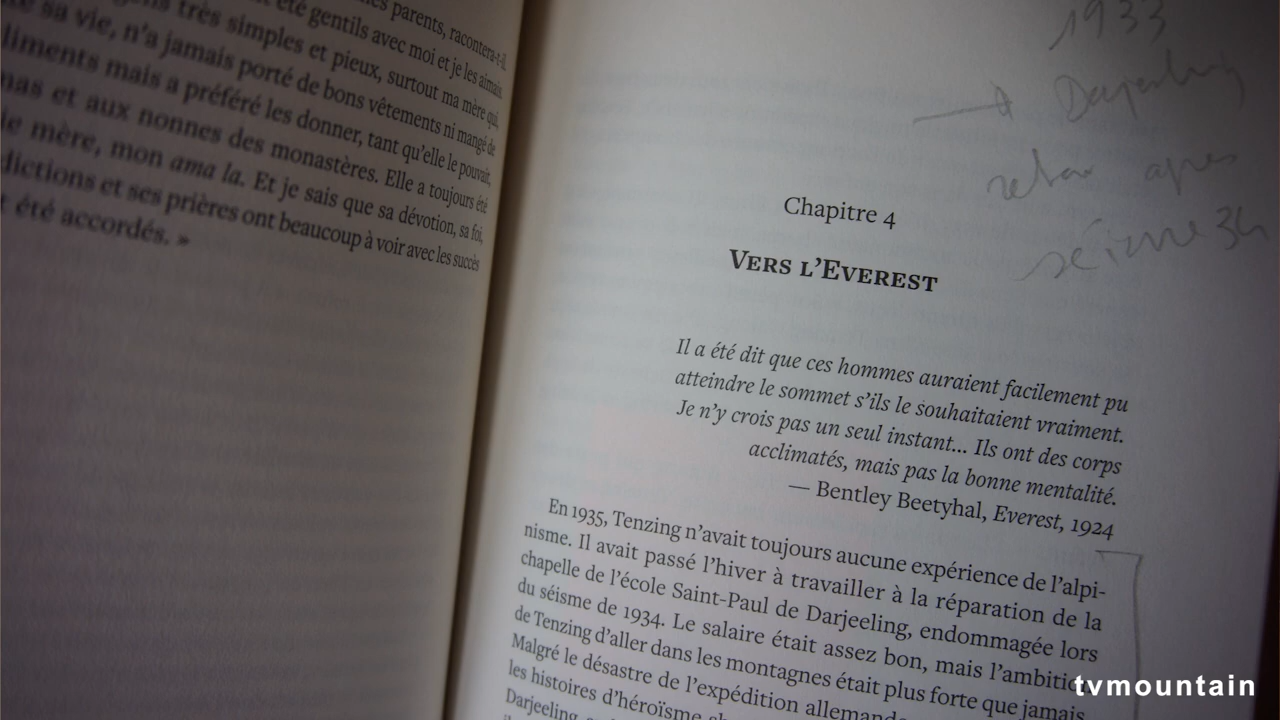 mes parents, racontera-t-il.
été gentils avec moi et je les aimais.
très simples et pieux, surtout ma mère qui,
sa vie, n'a jamais porté de bons vêtements ni mangé de
liments mais a préféré les donner, tant qu'elle le pouvait,
nas et aux nonnes des monastères. Elle a toujours été
ie mère, mon ama la. Et je sais que sa dévotion, sa foi,
dictions et ses prières ont beaucoup à voir avec les succès
t été accordés. »
1933
→ Darjeeling
retour après
séisme 34
Chapitre 4
VERS L'EVEREST
Il a été dit que ces hommes auraient facilement pu
atteindre le sommet s'ils le souhaitaient vraiment.
Je n'y crois pas un seul instant... Ils ont des corps
acclimatés, mais pas la bonne mentalité.
— Bentley Beetyhal, Everest, 1924
En 1935, Tenzing n'avait toujours aucune expérience de l'alpi-
nisme. Il avait passé l'hiver à travailler à la réparation de la
chapelle de l'école Saint-Paul de Darjeeling, endommagée lors
du séisme de 1934. Le salaire était assez bon, mais l'ambition
de Tenzing d'aller dans les montagnes était plus forte que jamais.
Malgré le désastre de l'expédition allemande
les histoires d'héroïsme
Darjeeling,
tvmountain